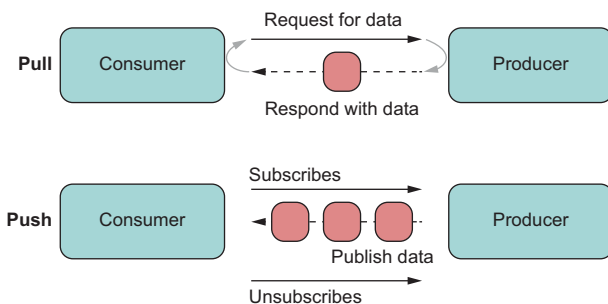 Request for data
Pull
Consumer
Producer
Respond with data
Subscribes
Push
Consumer
Producer
Publish data
Unsubscribes